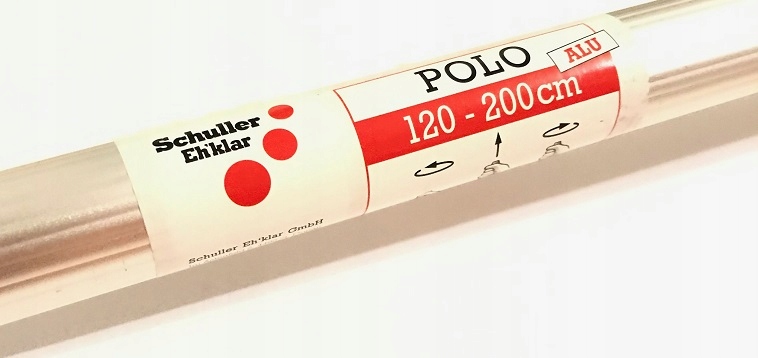 Schuller
Eh'klar
Schuller Eh'klar GmbH
POLO
ALU
120 - 200cm